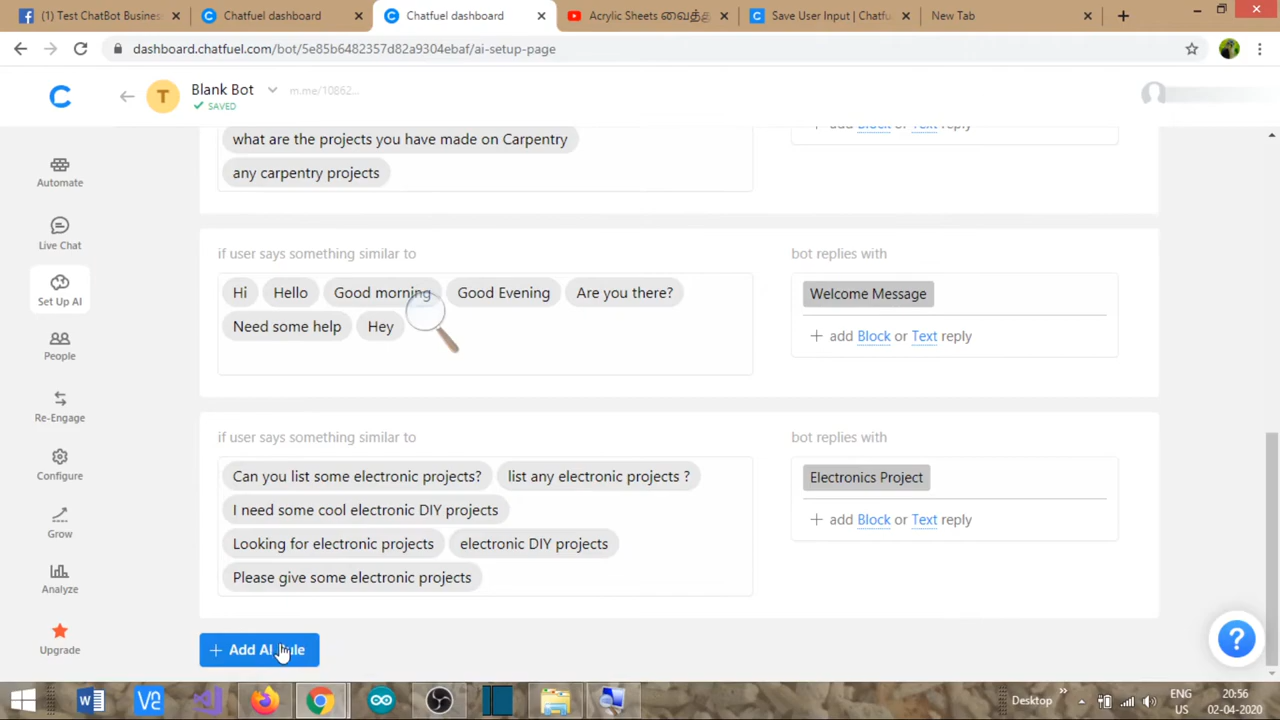 (1) Test ChatBot Busines
Chatfuel dashboard
Chatfuel dashboard
Acrylic Sheets வைத்த
Save User Input | Chatfu
New Tab
dashboard.chatfuel.com/bot/5e85b6482357d82a9304ebaf/ai-setup-page
T
Blank Bot
m.me/10862...
SAVED
add Block or Text reply
what are the projects you have made on Carpentry
any carpentry projects
Automate
Live Chat
Set Up AI
People
Re-Engage
Configure
Grow
Analyze
Upgrade
if user says something similar to
bot replies with
Hi Hello Good morning Good Evening Are you there?
Need some help Hey
Welcome Message
+ add Block or Text reply
if user says something similar to
bot replies with
Can you list some electronic projects? list any electronic projects ?
I need some cool electronic DIY projects
Looking for electronic projects electronic DIY projects
Please give some electronic projects
Electronics Project
+ add Block or Text reply
+ Add AI Rule
?
Desktop
ENG
US
20:56
02-04-2020